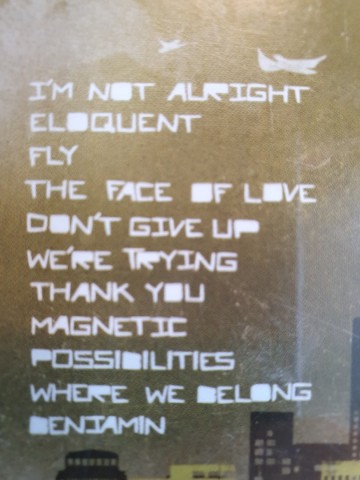 I'M NOT ALRIGHT
ELOQUENT
FLY
THE FACE OF LOVE
DON'T GIVE UP
WE'RE TRYING
THANK YOU
MAGNETIC
POSSIBILITIES
WHERE WE BELONG
BENJAMIN